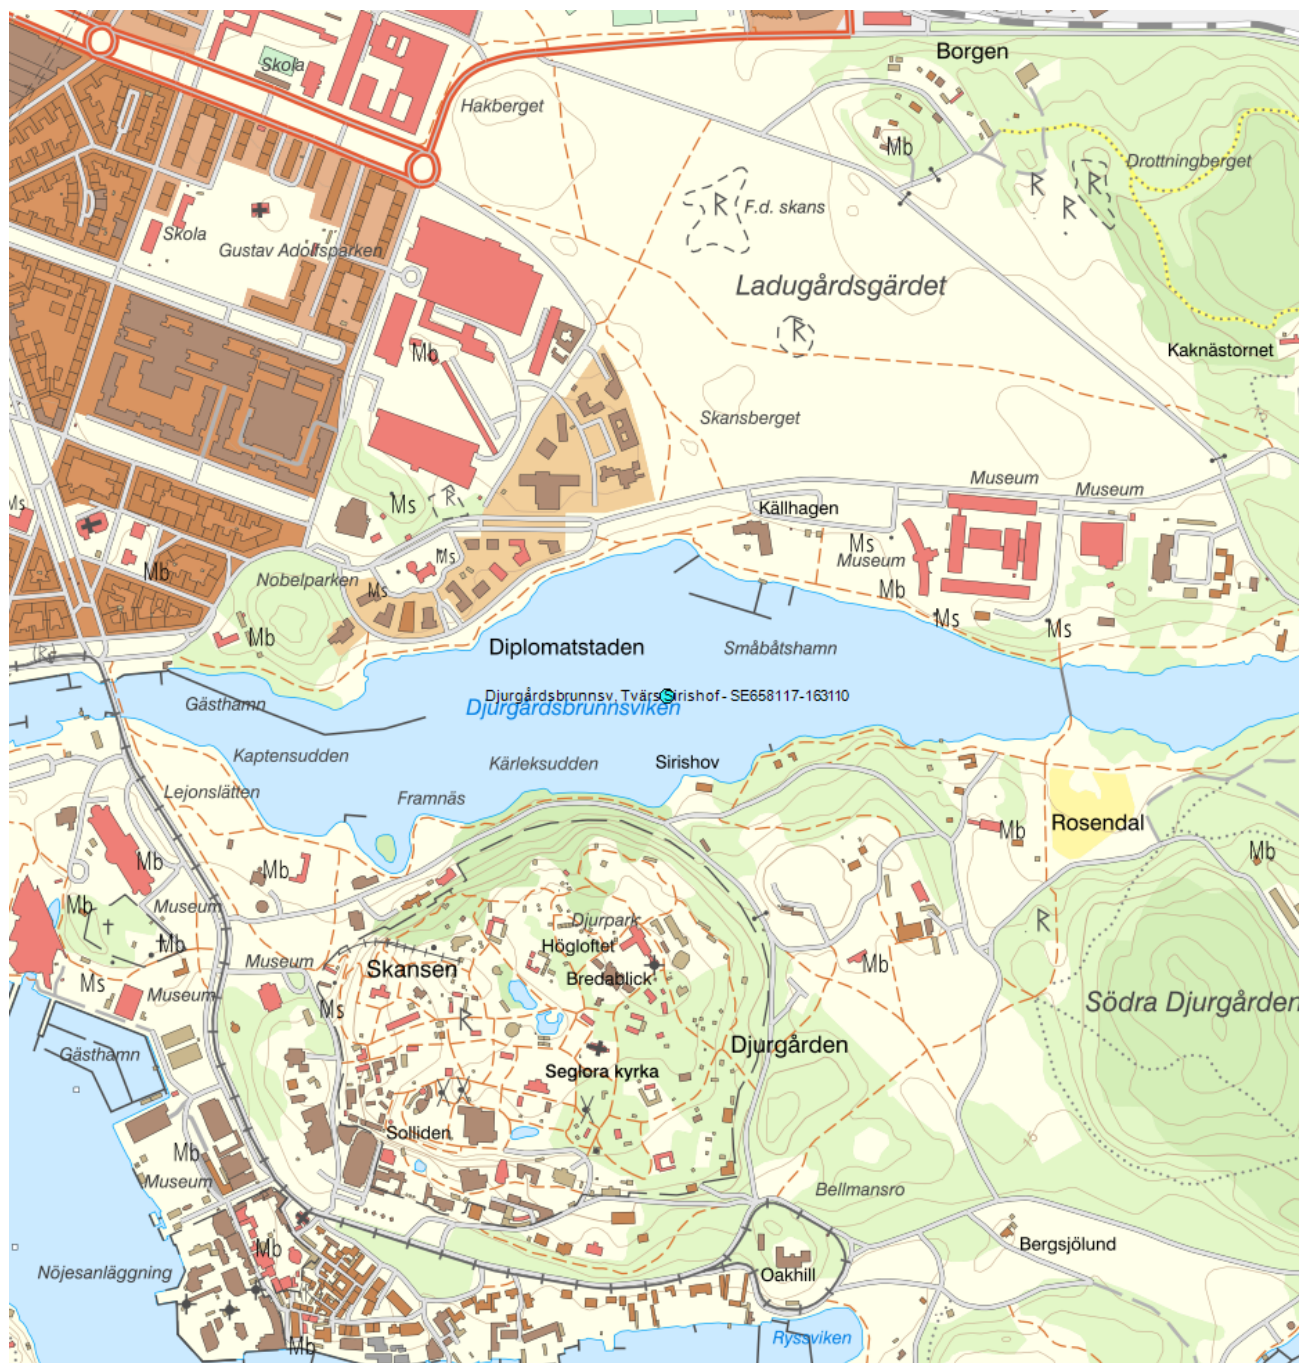 Borgen
Skola
Hakberget
Mb
Drottningberget
R
R
R
R
F.d. skans
Skola
Gustav Adolfsparken
Ladugårdsgärdet
R
Kaknästornet
Mb
Skansberget
Museum
Museum
Ms
Ms
R
Källhagen
Ms
Ms
Museum
Mb
Nobelparken
Ms
Mb
Ms
Ms
Mb
Diplomatstaden
Småbåtshamn
R
Djurgårdsbrunnsv, Tvärs Sirishof - SE658117-163110
Gästhamn
Djurgårdsbrunnsviken
Kaptensudden
Kärleksudden
Sirishov
Lejonslätten
Framnäs
Rosendal
Mb
Mb
Mb
Mb
Mb
Museum
Djurpark
R
Mb
Högloftet
Museum
Skansen
Mb
Bredablick
Ms
Museum
Ms
Södra Djurgården
R
Gästhamn
Djurgården
Seglora kyrka
Solliden
Mb
Museum
Bellmansro
Mb
Bergsjölund
Nöjesanläggning
Oakhill
Mb
Ryssviken